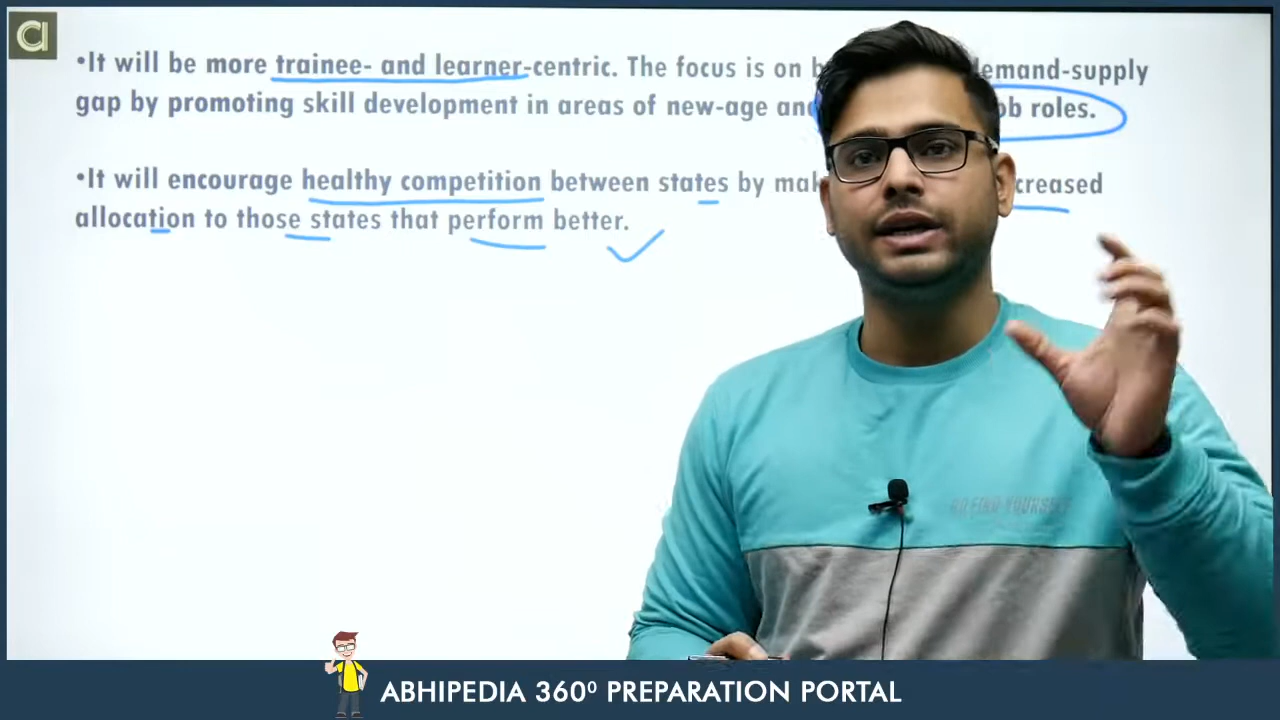 •It will be more trainee- and learner-centric. The focus is on emand-supply
gap by promoting skill development in areas of new-age and ob roles.
•It will encourage healthy competition between states by mak creased
allocation to those states that perform better.
ABHIPEDIA 360⁰ PREPARATION PORTAL